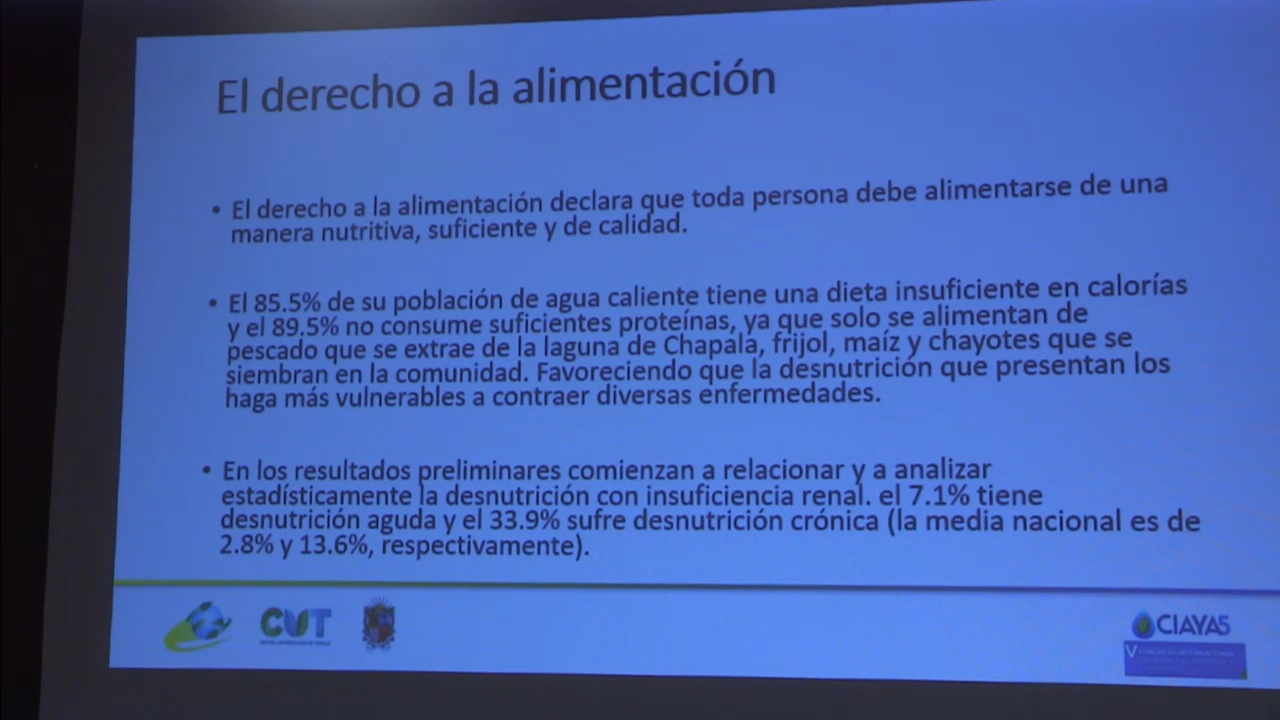 El derecho a la alimentación
• El derecho a la alimentación declara que toda persona debe alimentarse de una
manera nutritiva, suficiente y de calidad.
• El 85.5% de su población de agua caliente tiene una dieta insuficiente en calorías
y el 89.5% no consume suficientes proteínas, ya que solo se alimentan de
pescado que se extrae de la laguna de Chapala, frijol, maíz y chayotes que se
siembran en la comunidad. Favoreciendo que la desnutrición que presentan los
haga más vulnerables a contraer diversas enfermedades.
• En los resultados preliminares comienzan a relacionar y a analizar
estadísticamente la desnutrición con insuficiencia renal. el 7.1% tiene
desnutrición aguda y el 33.9% sufre desnutrición crónica (la media nacional es de
2.8% y 13.6%, respectivamente).
CUT
CIAYA5
V